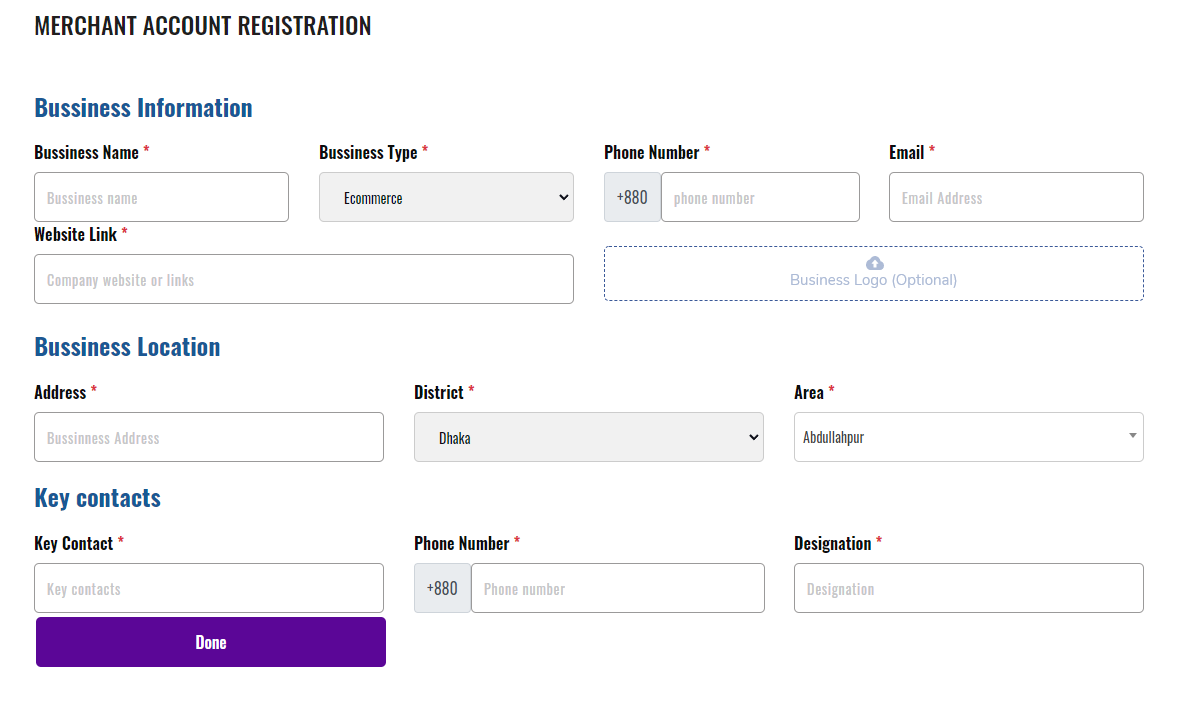 MERCHANT ACCOUNT REGISTRATION
Bussiness Information
Bussiness Name * Bussiness Type * Phone Number * Email *
Bussiness name Ecommerce +880 phone number Email Address
Website Link *
Company website or links Business Logo (Optional)
Bussiness Location
Address * District * Area *
Bussinness Address Dhaka Abdullahpur
Key contacts
Key Contact * Phone Number * Designation *
Key contacts +880 Phone number Designation
Done